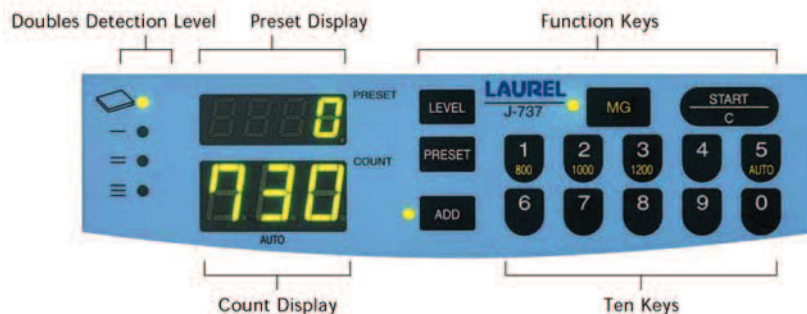 Doubles Detection Level
Preset Display
Function Keys
0
PRESET
730
COUNT
AUTO
LEVEL
LAUREL
J-737
MG
START
C
PRESET
1 2 3 4 5
800 1000 1200 AUTO
ADD
6 7 8 9 0
Count Display
Ten Keys